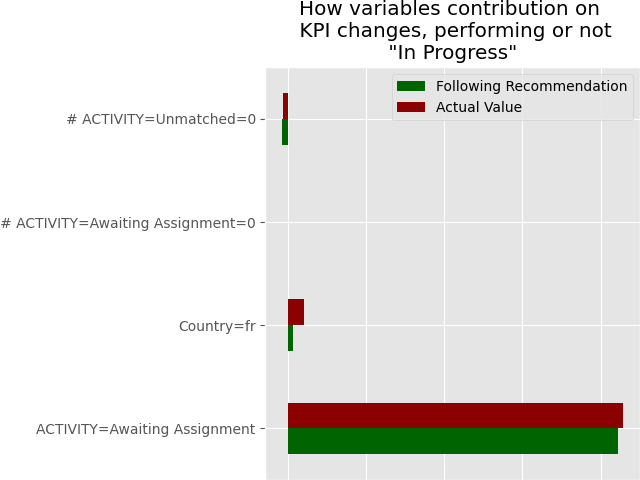 How variables contribution on
KPI changes, performing or not
"In Progress"
Following Recommendation
Actual Value
# ACTIVITY=Unmatched=0
# ACTIVITY=Awaiting Assignment=0
Country=fr
ACTIVITY=Awaiting Assignment